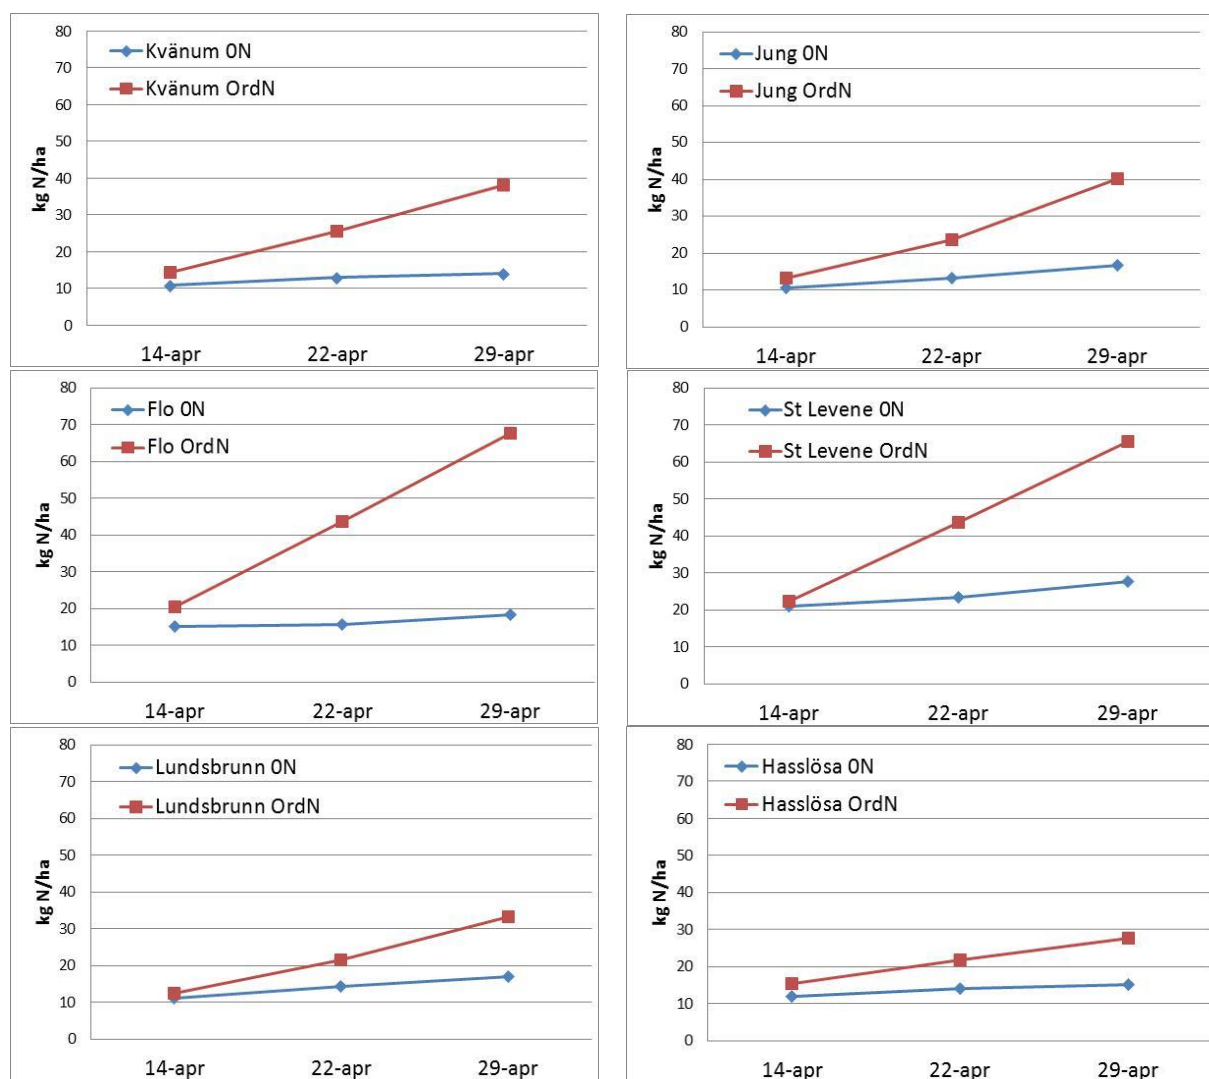 80
70
60
50
40
30
20
10
0
kg N/ha
Kvänum 0N
Kvänum OrdN
14-apr 22-apr 29-apr
80
70
60
50
40
30
20
10
0
Jung 0N
Jung OrdN
14-apr 22-apr 29-apr
80
70
60
50
40
30
20
10
0
kg N/ha
Flo 0N
Flo OrdN
14-apr 22-apr 29-apr
80
70
60
50
40
30
20
10
0
kg N/ha
St Levene 0N
St Levene OrdN
14-apr 22-apr 29-apr
80
70
60
50
40
30
20
10
0
kg N/ha
Lundsbrunn 0N
Lundsbrunn OrdN
14-apr 22-apr 29-apr
80
70
60
50
40
30
20
10
0
kg N/ha
Hasslösa 0N
Hasslösa OrdN
14-apr 22-apr 29-apr